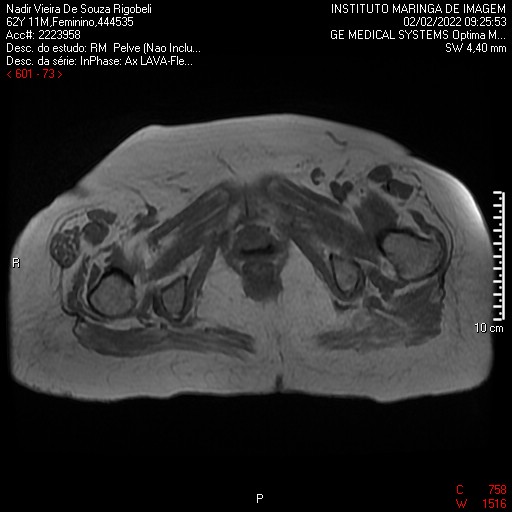 Nadir Vieira De Souza Rigobeli
62Y 11M,Feminino,444535
Acc#: 2223958
Desc. do estudo: RM Pelve (Nao Inclu...
Desc. da série: InPhase: Ax LAVA-Fle...
< 601 - 73 >
INSTITUTO MARINGA DE IMAGEM
02/02/2022 09:25:53
GE MEDICAL SYSTEMS Optima M...
SW 4,40 mm
R
10 cm
P
C 758
W 1516